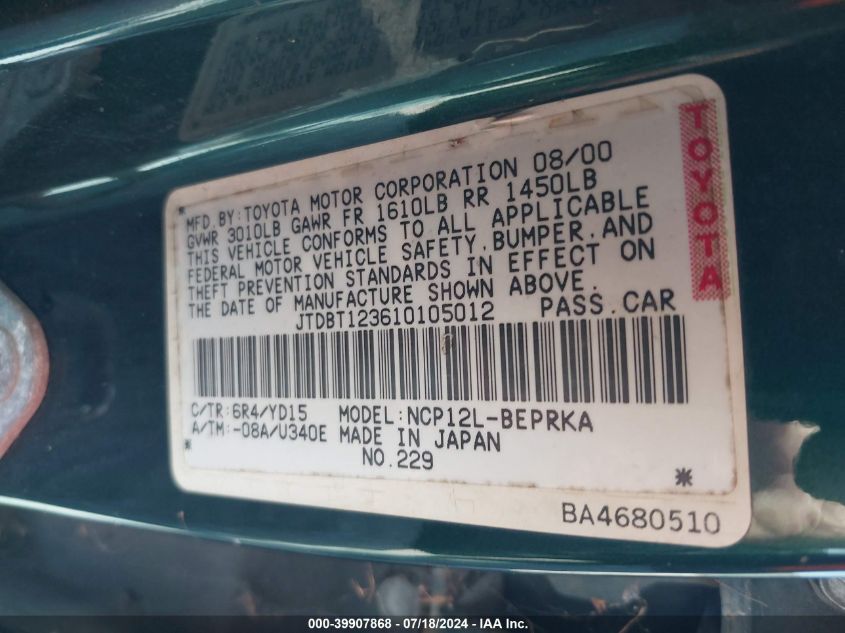 MFD.BY:TOYOTA MOTOR CORPORATION 08/00
GVWR 3010LB GAWR FR 1610LB RR 1450LB
THIS VEHICLE CONFORMS TO ALL APPLICABLE
FEDERAL MOTOR VEHICLE SAFETY,BUMPER,AND
THEFT PREVENTION STANDARDS IN EFFECT ON
THE DATE OF MANUFACTURE SHOWN ABOVE.
JTDBT123610105012 PASS.CAR
C/TR:6R4/YD15 MODEL:NCP12L-BEPRKA
A/TM:-08A/U340E MADE IN JAPAN
NO.229
BA4680510
TOYOTA
000-39907868 - 07/18/2024 - IAAI.COM